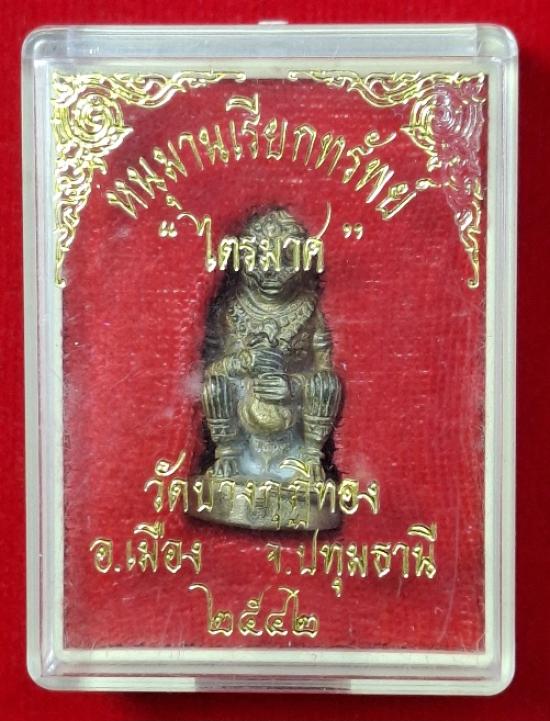 หนุมานเรียกทรัพย์
“ ไตรมาศ ”
วัดบางกุฎีทอง
อ.เมือง จ.ปทุมธานี
๒๕๔๒